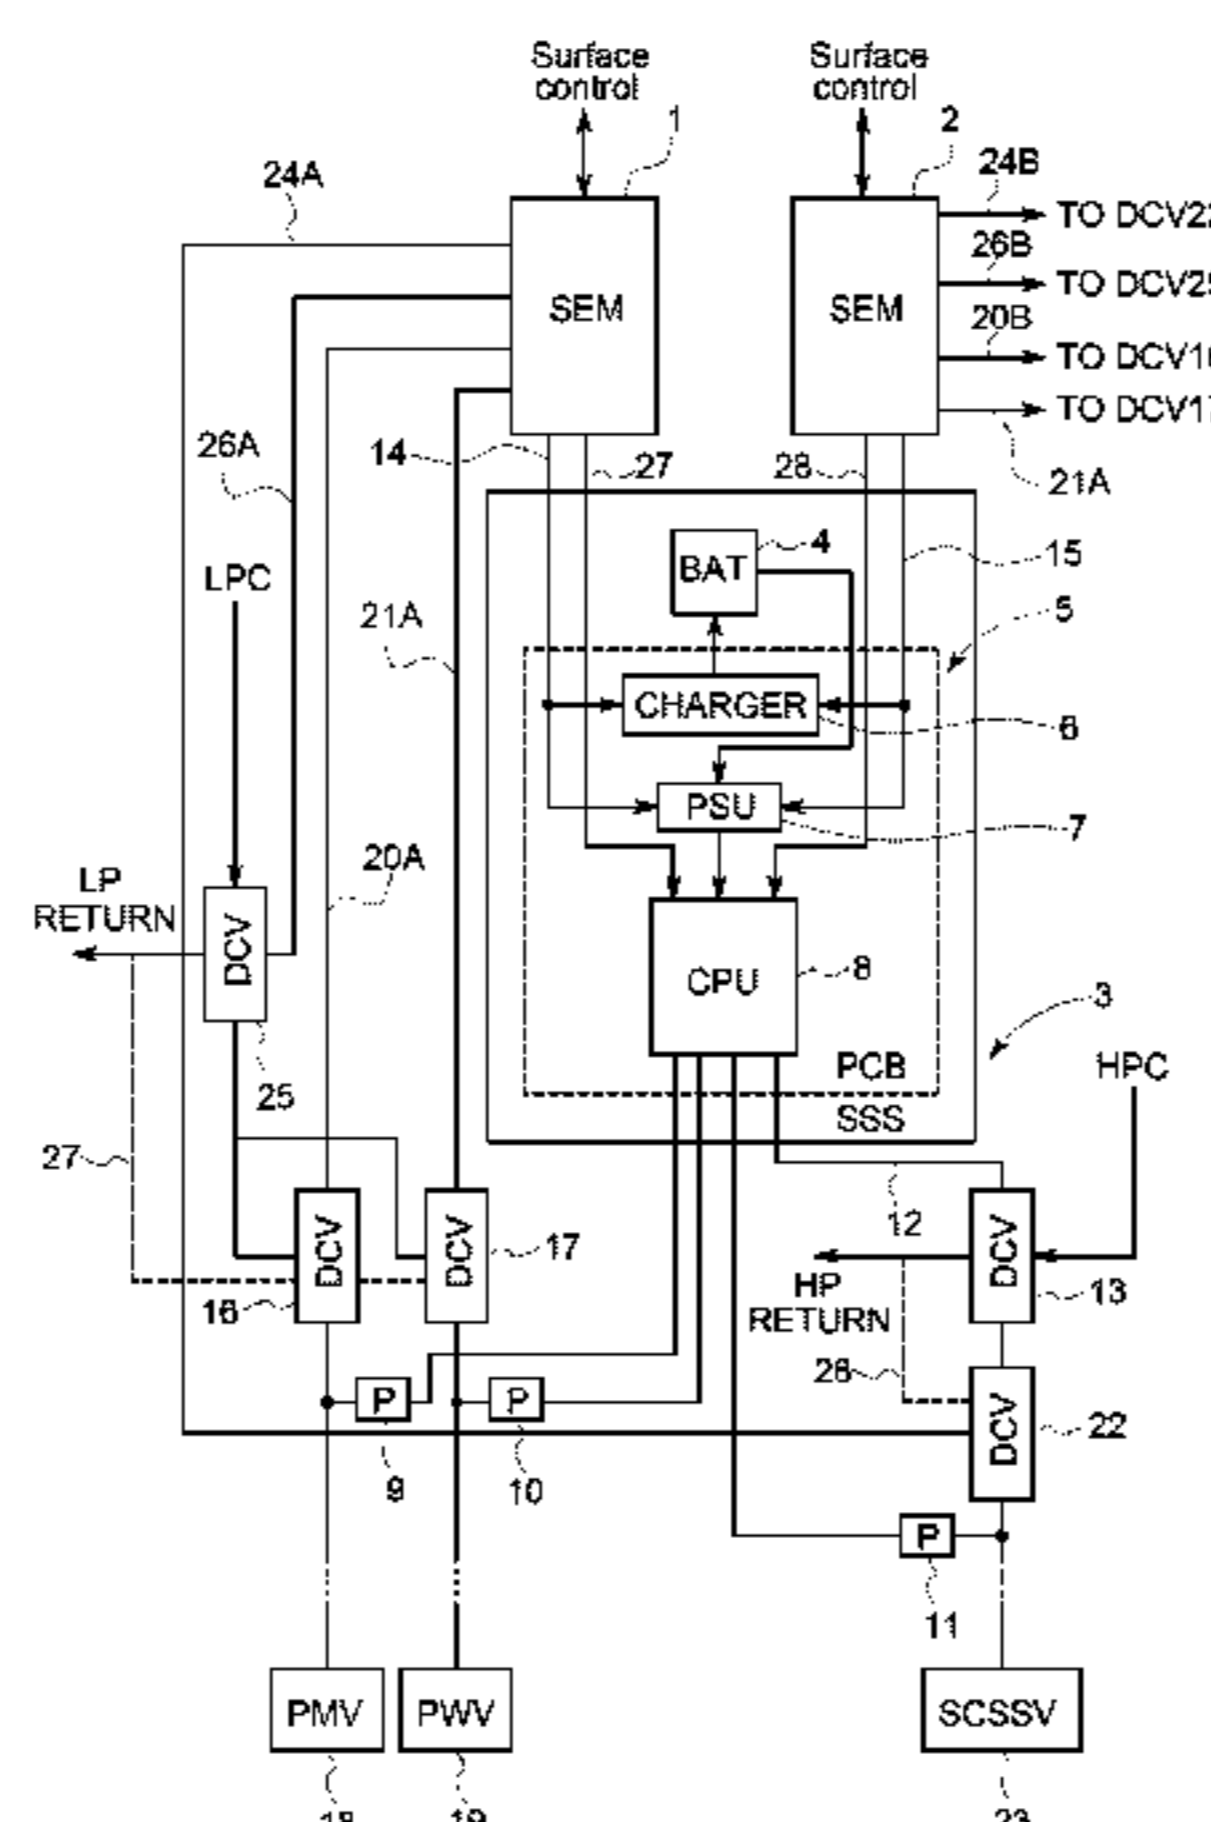 Surface
control
Surface
control
1
2
24A
24B
TO DCV22
26B
TO DCV25
SEM
SEM
20B
TO DCV16
TO DCV17
26A
14
27
28
21A
4
15
BAT
LPC
5
21A
CHARGER
6
PSU
7
20A
LP
RETURN
DCV
CPU
8
3
PCB
HPC
25
SSS
27
12
DCV
DCV
17
DCV
HP
RETURN
13
16
26
P
P
DCV
22
9
10
P
11
PMV
PWV
SCSSV
18
19
23